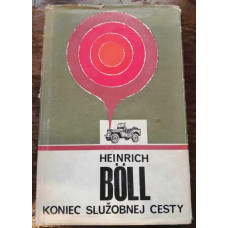 HEINRICH
BÖLL
KONIEC SLUŽOBNEJ CESTY